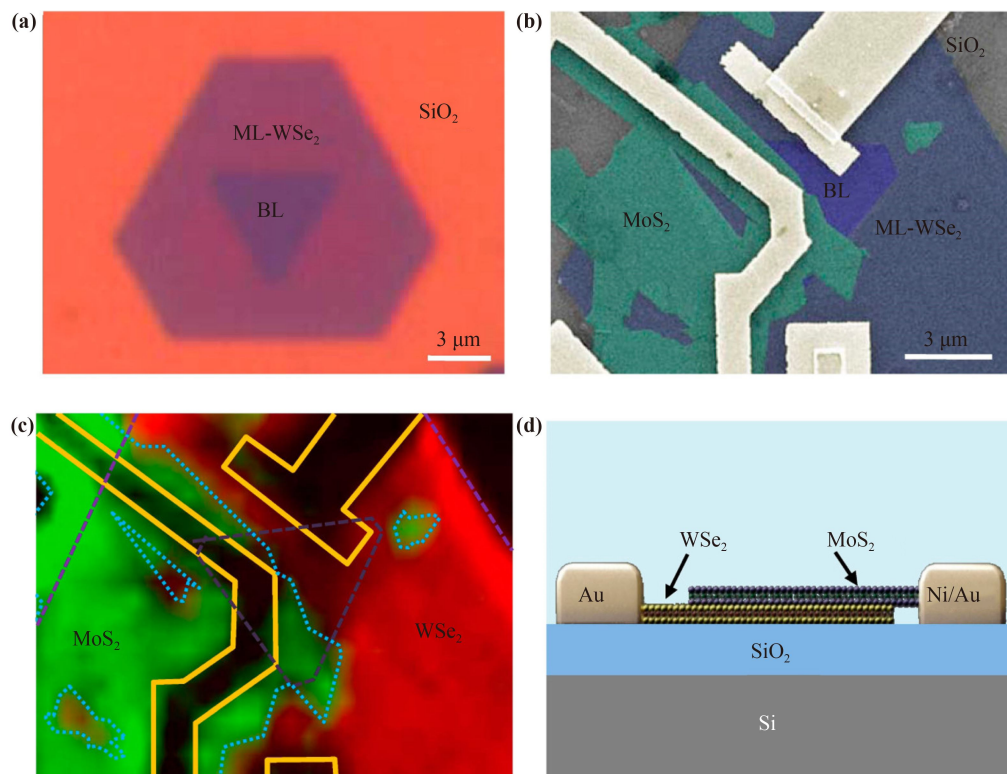 (a)
SiO₂
ML-WSe₂
BL
3 μm
(b)
SiO₂
BL
MoS₂
ML-WSe₂
3 μm
(c)
MoS₂
WSe₂
(d)
WSe₂
MoS₂
Au
Ni/Au
SiO₂
Si